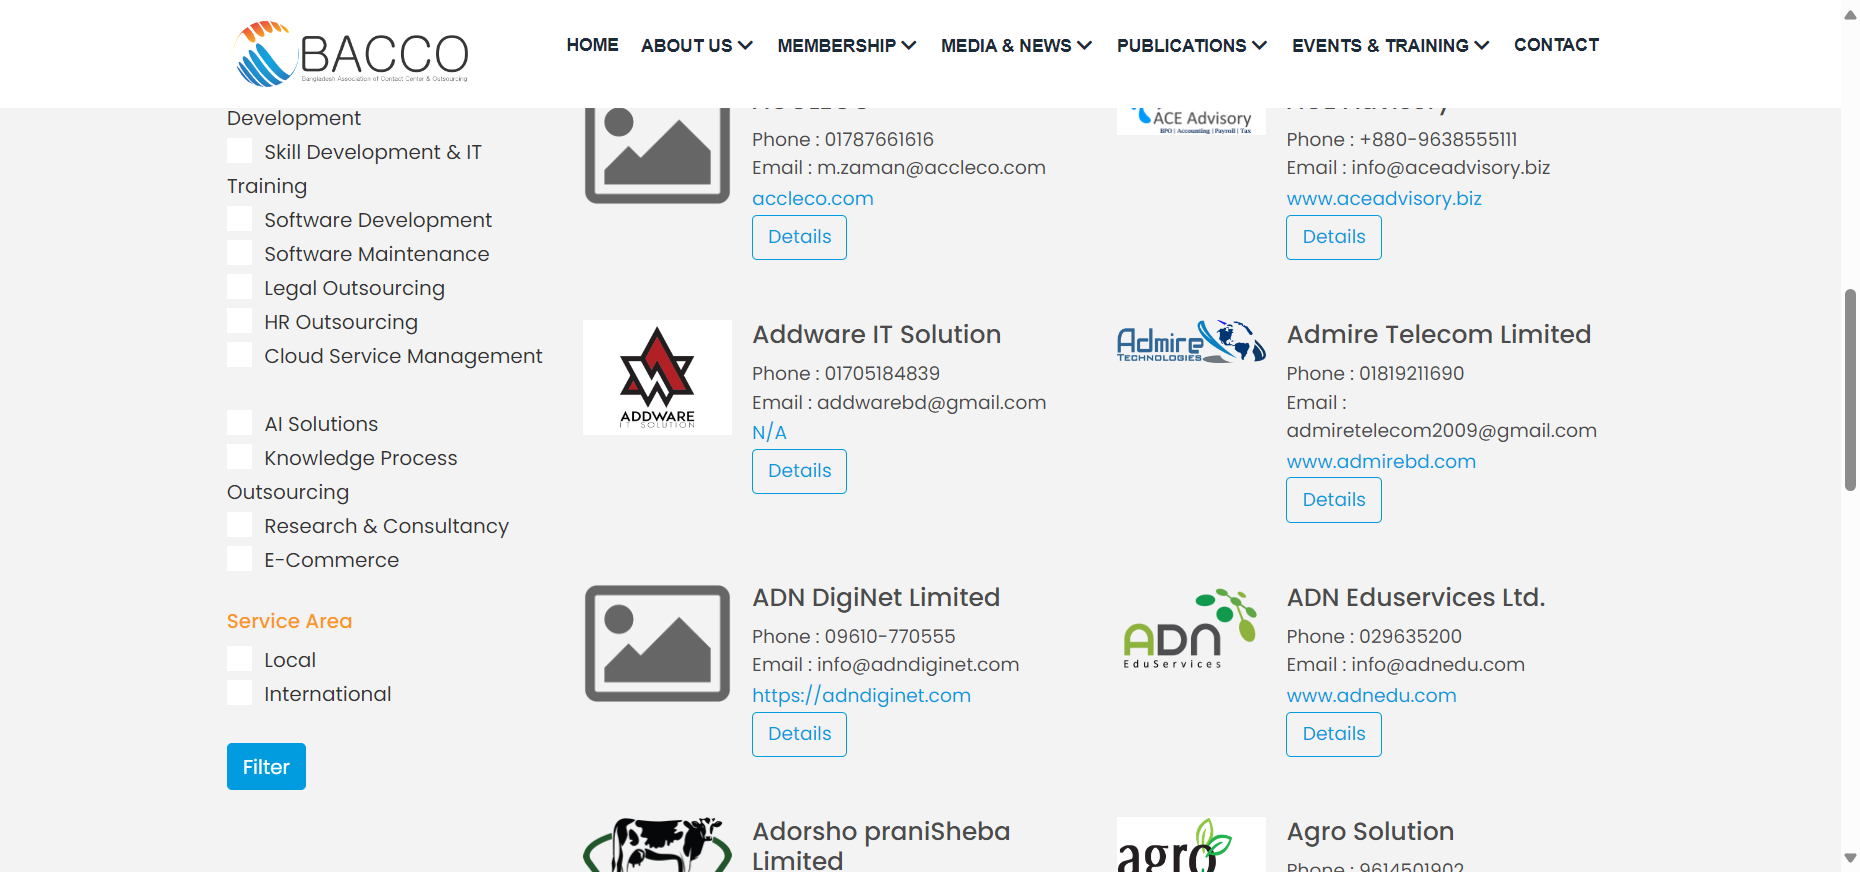 BACCO
Bangladesh Association of Contact Center & Outsourcing
HOME
ABOUT US
MEMBERSHIP
MEDIA & NEWS
PUBLICATIONS
EVENTS & TRAINING
CONTACT
Development
Skill Development & IT
Training
Software Development
Software Maintenance
Legal Outsourcing
HR Outsourcing
Cloud Service Management
AI Solutions
Knowledge Process
Outsourcing
Research & Consultancy
E-Commerce
Service Area
Local
International
Filter
Phone : 01787661616
Email : m.zaman@accleco.com
accleco.com
Details
ACE Advisory
BPO | Accounting | Payroll | Tax
Phone : +880-9638555111
Email : info@aceadvisory.biz
www.aceadvisory.biz
Details
ADDWARE
IT SOLUTION
Addware IT Solution
Phone : 01705184839
Email : addwarebd@gmail.com
N/A
Details
Admire
TECHNOLOGIES
Admire Telecom Limited
Phone : 01819211690
Email :
admiretelecom2009@gmail.com
www.admirebd.com
Details
ADN DigiNet Limited
Phone : 09610-770555
Email : info@adndiginet.com
https://adndiginet.com
Details
ADN
EduServices
ADN Eduservices Ltd.
Phone : 029635200
Email : info@adnedu.com
www.adnedu.com
Details
Adorsho praniSheba
Limited
agro
Agro Solution
Phone : 9614501902